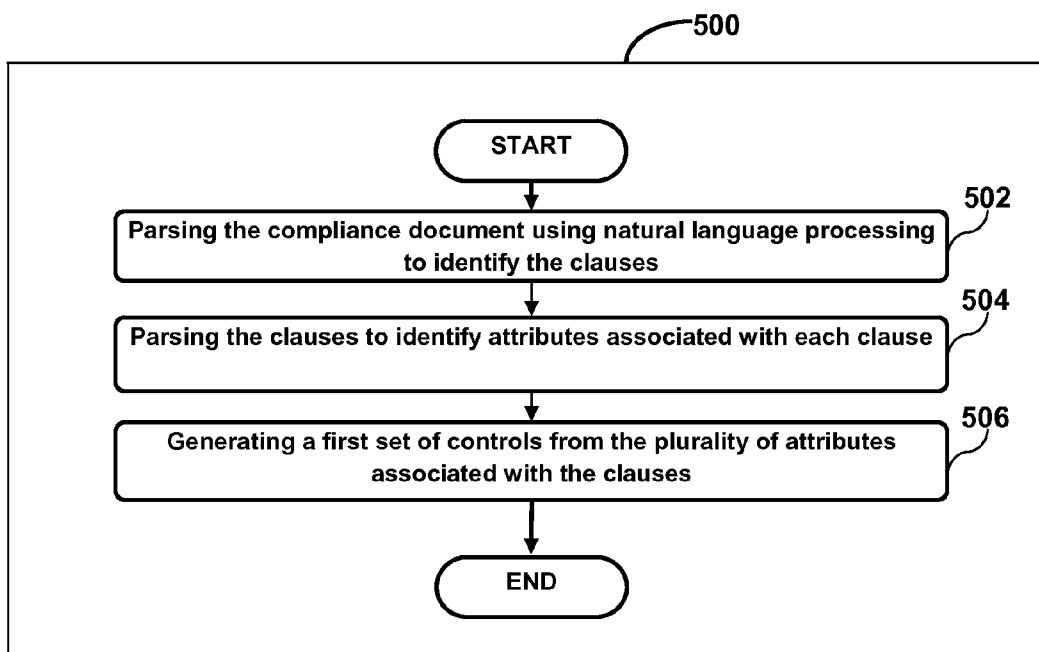 500
START
502
Parsing the compliance document using natural language processing
to identify the clauses
504
Parsing the clauses to identify attributes associated with each clause
506
Generating a first set of controls from the plurality of attributes
associated with the clauses
END